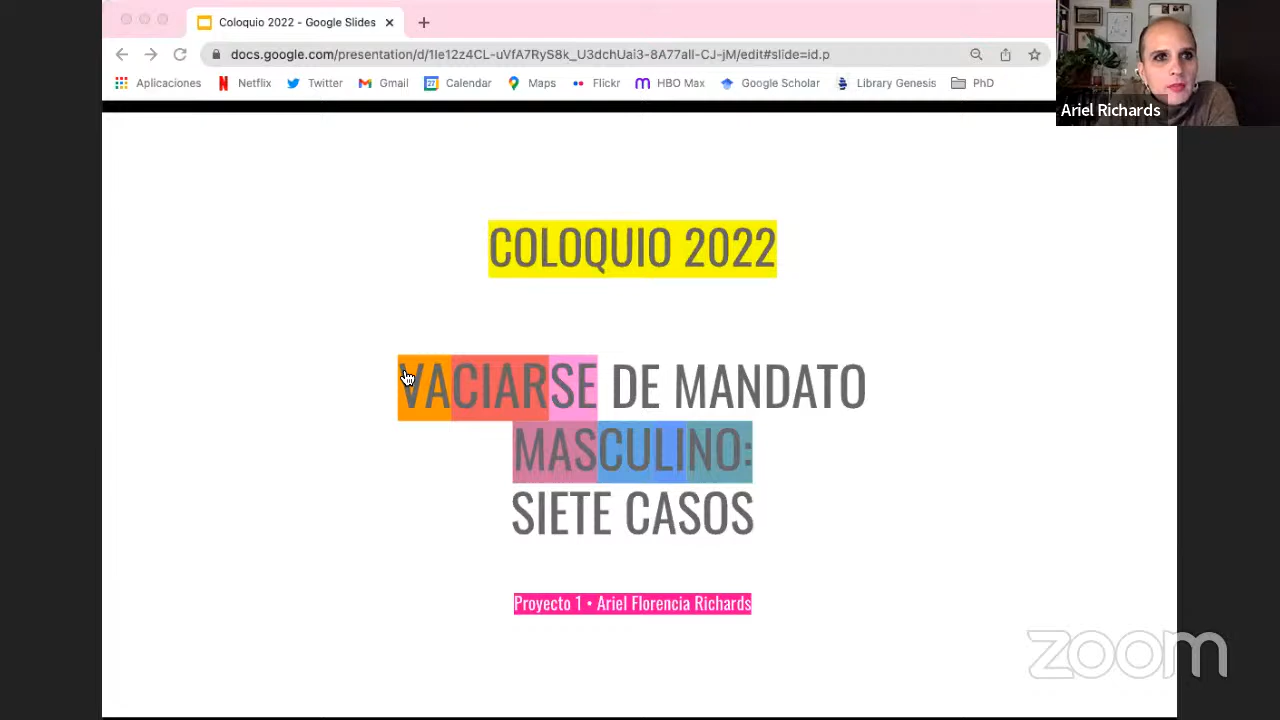 Coloquio 2022 - Google Slides
docs.google.com/presentation/d/1Ie12z4CL-uVfA7RyS8k_U3dchUai3-8A77aIl-CJ-jM/edit#slide=id.p
Aplicaciones Netflix Twitter Gmail Calendar Maps Flickr HBO Max Google Scholar Library Genesis PhD
Ariel Richards
COLOQUIO 2022
VACIARSE DE MANDATO
MASCULINO:
SIETE CASOS
Proyecto 1 • Ariel Florencia Richards
zoom